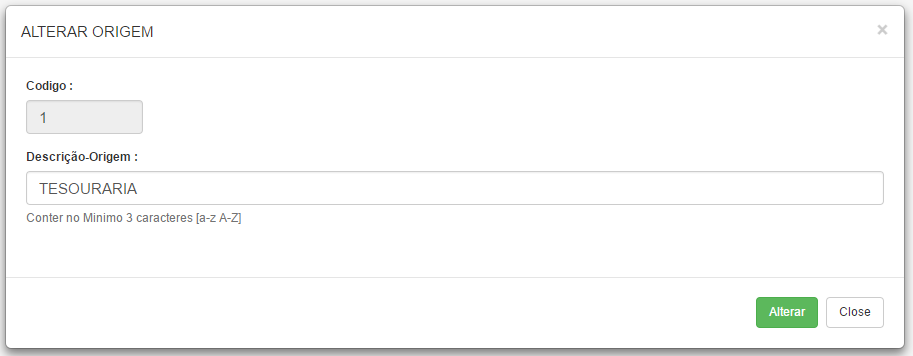 ALTERAR ORIGEM
×
Codigo :
1
Descrição-Origem :
TESOURARIA
Conter no Minimo 3 caracteres [a-z A-Z]
Alterar Close